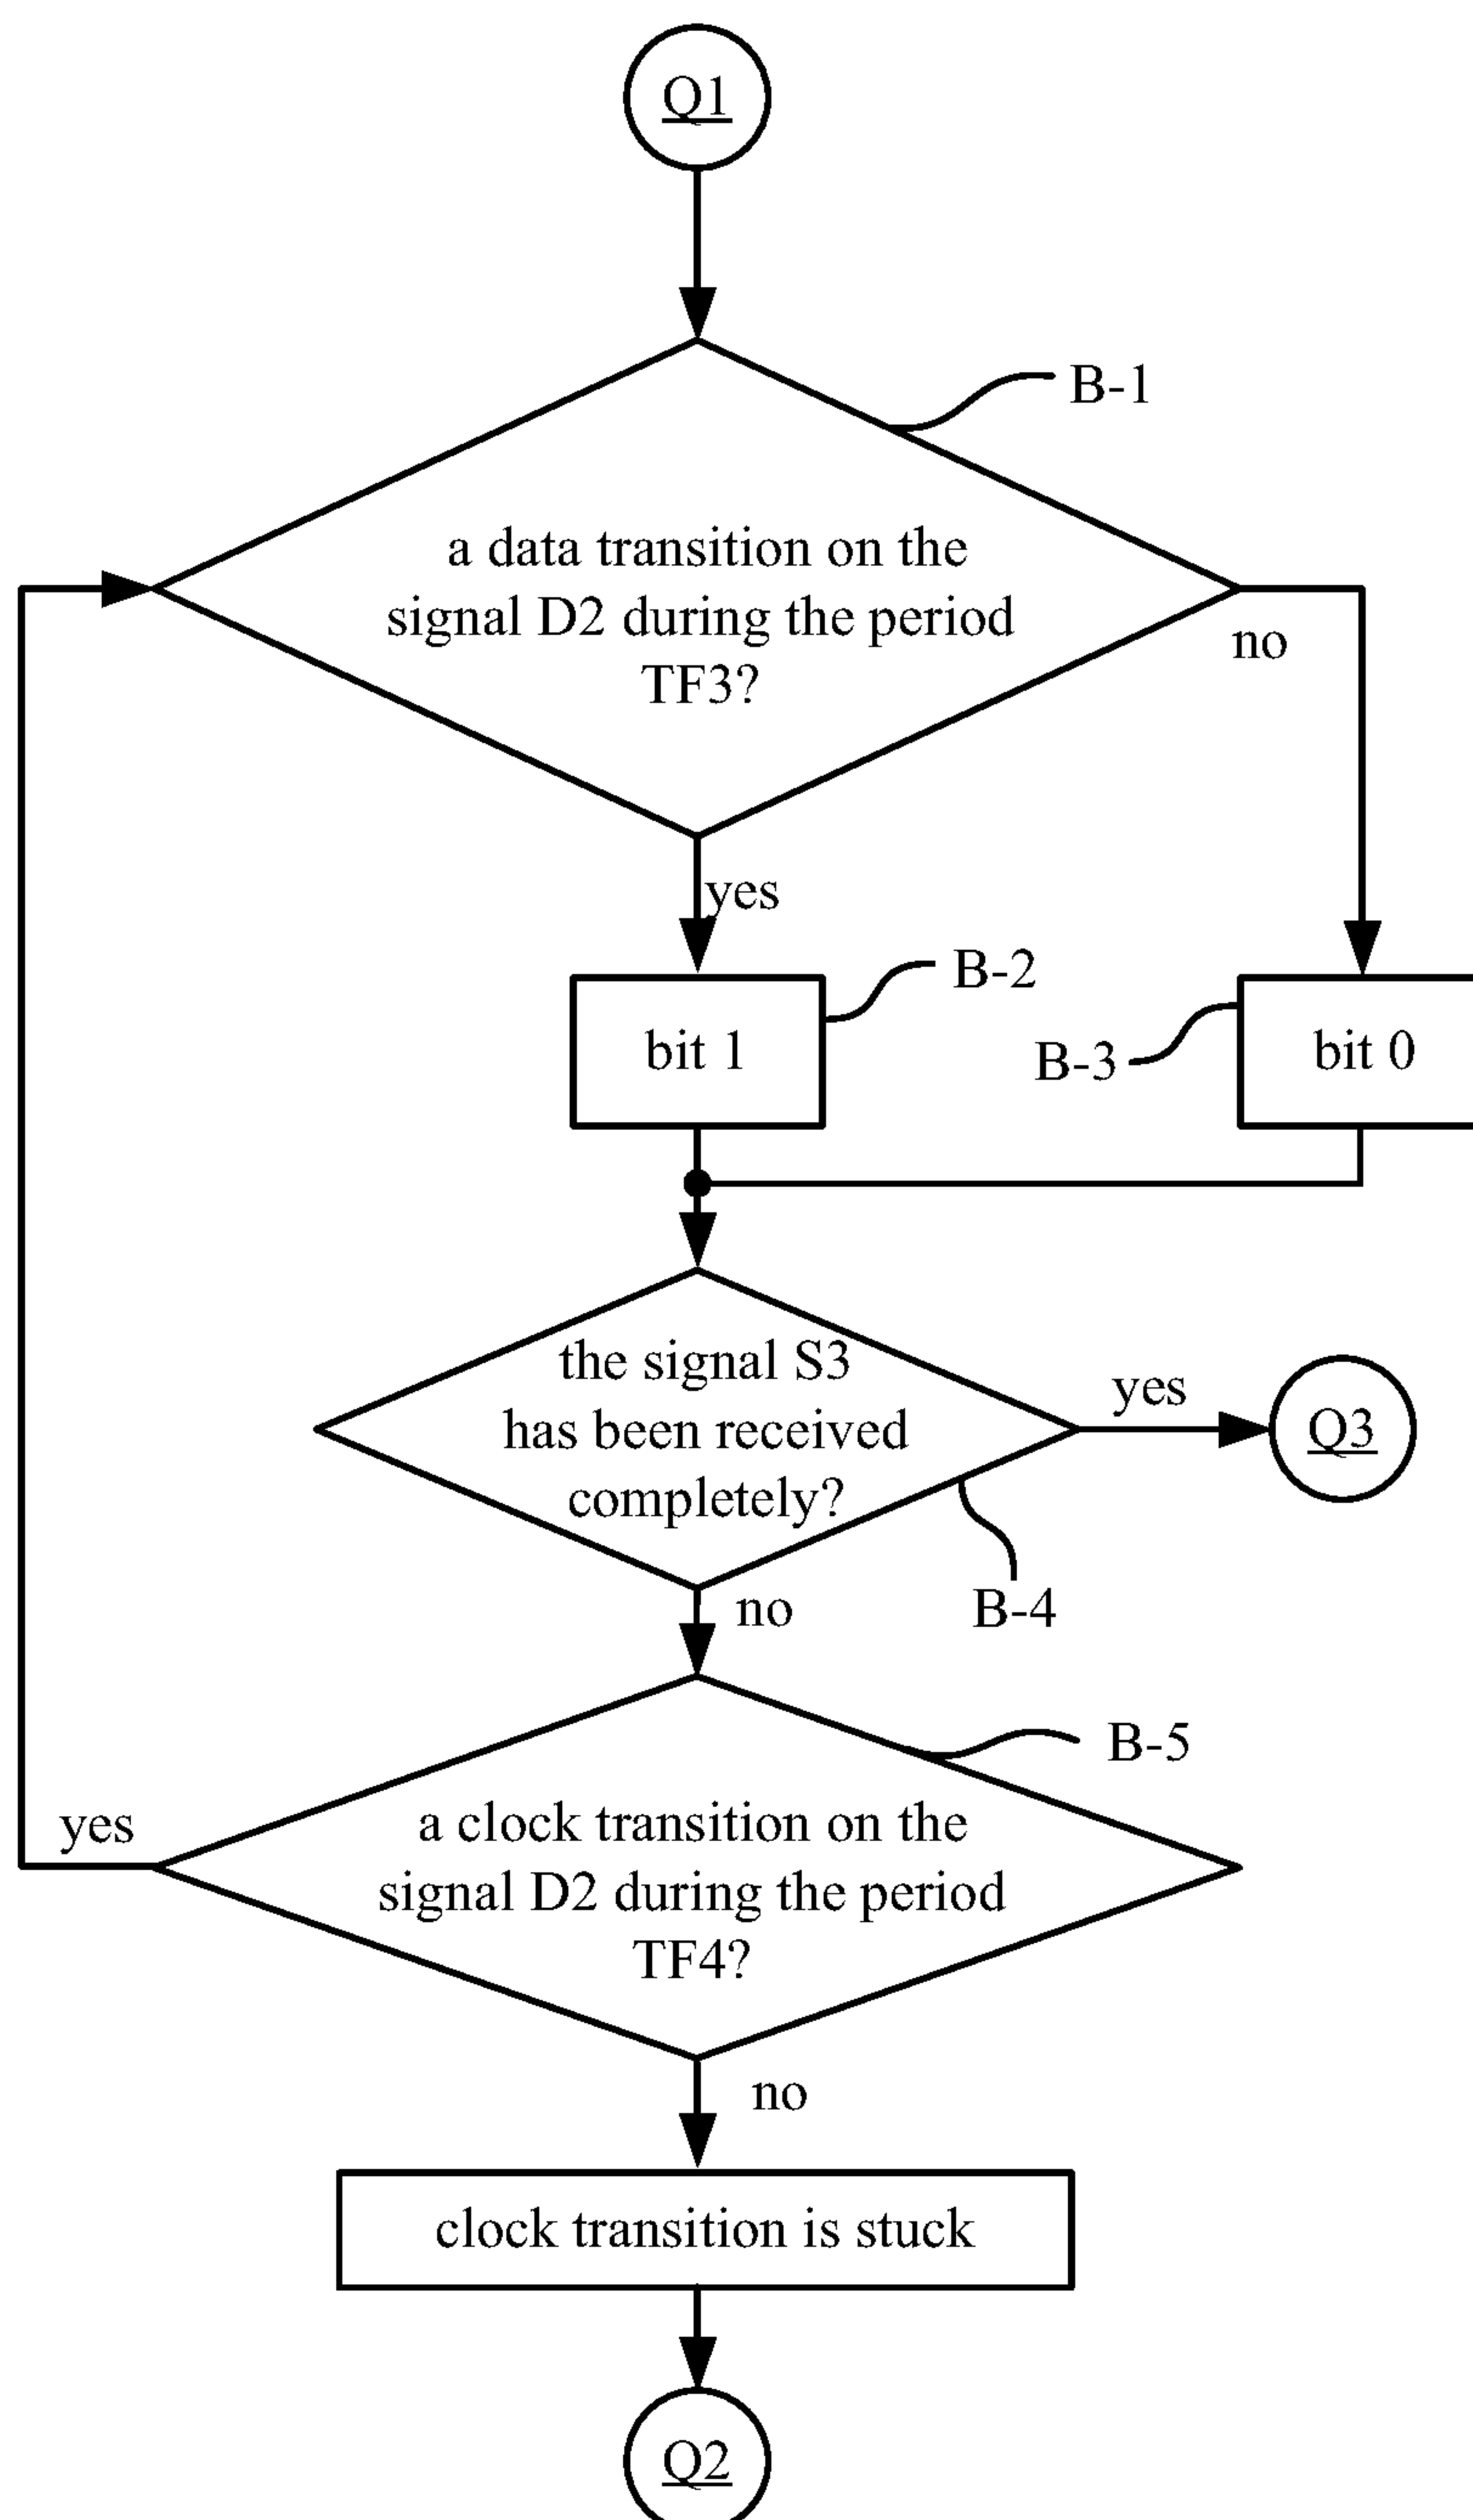 Q1
B-1
a data transition on the
signal D2 during the period
TF3?
no
yes
B-2
bit 1
B-3
bit 0
the signal S3
has been received
completely?
yes
Q3
no
B-4
B-5
yes
a clock transition on the
signal D2 during the period
TF4?
no
clock transition is stuck
Q2